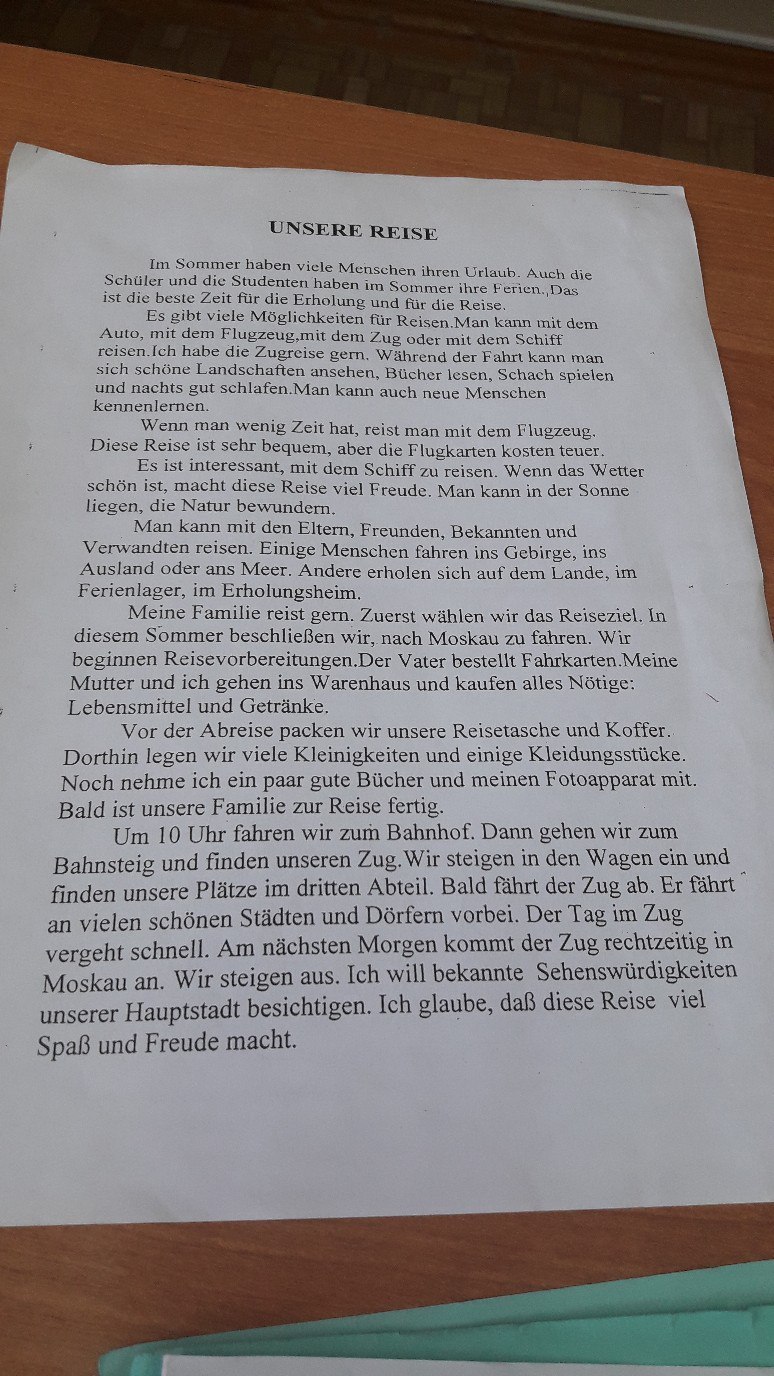 UNSERE REISE
Im Sommer haben viele Menschen ihren Urlaub. Auch die
Schüler und die Studenten haben im Sommer ihre Ferien.,Das
ist die beste Zeit für die Erholung und für die Reise.
Es gibt viele Möglichkeiten für Reisen.Man kann mit dem
Auto, mit dem Flugzeug,mit dem Zug oder mit dem Schiff
reisen.Ich habe die Zugreise gern. Während der Fahrt kann man
sich schöne Landschaften ansehen, Bücher lesen, Schach spielen
und nachts gut schlafen.Man kann auch neue Menschen
kennenlernen.
Wenn man wenig Zeit hat, reist man mit dem Flugzeug.
Diese Reise ist sehr bequem, aber die Flugkarten kosten teuer.
Es ist interessant, mit dem Schiff zu reisen. Wenn das Wetter
schön ist, macht diese Reise viel Freude. Man kann in der Sonne
liegen, die Natur bewundern.
Man kann mit den Eltern, Freunden, Bekannten und
Verwandten reisen. Einige Menschen fahren ins Gebirge, ins
Ausland oder ans Meer. Andere erholen sich auf dem Lande, im
Ferienlager, im Erholungsheim.
Meine Familie reist gern. Zuerst wählen wir das Reiseziel. In
diesem Sommer beschließen wir, nach Moskau zu fahren. Wir
beginnen Reisevorbereitungen.Der Vater bestellt Fahrkarten.Meine
Mutter und ich gehen ins Warenhaus und kaufen alles Nötige:
Lebensmittel und Getränke.
Vor der Abreise packen wir unsere Reisetasche und Koffer.
Dorthin legen wir viele Kleinigkeiten und einige Kleidungsstücke.
Noch nehme ich ein paar gute Bücher und meinen Fotoapparat mit.
Bald ist unsere Familie zur Reise fertig.
Um 10 Uhr fahren wir zum Bahnhof. Dann gehen wir zum
Bahnsteig und finden unseren Zug.Wir steigen in den Wagen ein und
finden unsere Plätze im dritten Abteil. Bald fährt der Zug ab. Er fährt
an vielen schönen Städten und Dörfern vorbei. Der Tag im Zug
vergeht schnell. Am nächsten Morgen kommt der Zug rechtzeitig in
Moskau an. Wir steigen aus. Ich will bekannte Sehenswürdigkeiten
unserer Hauptstadt besichtigen. Ich glaube, daß diese Reise viel
Spaß und Freude macht.